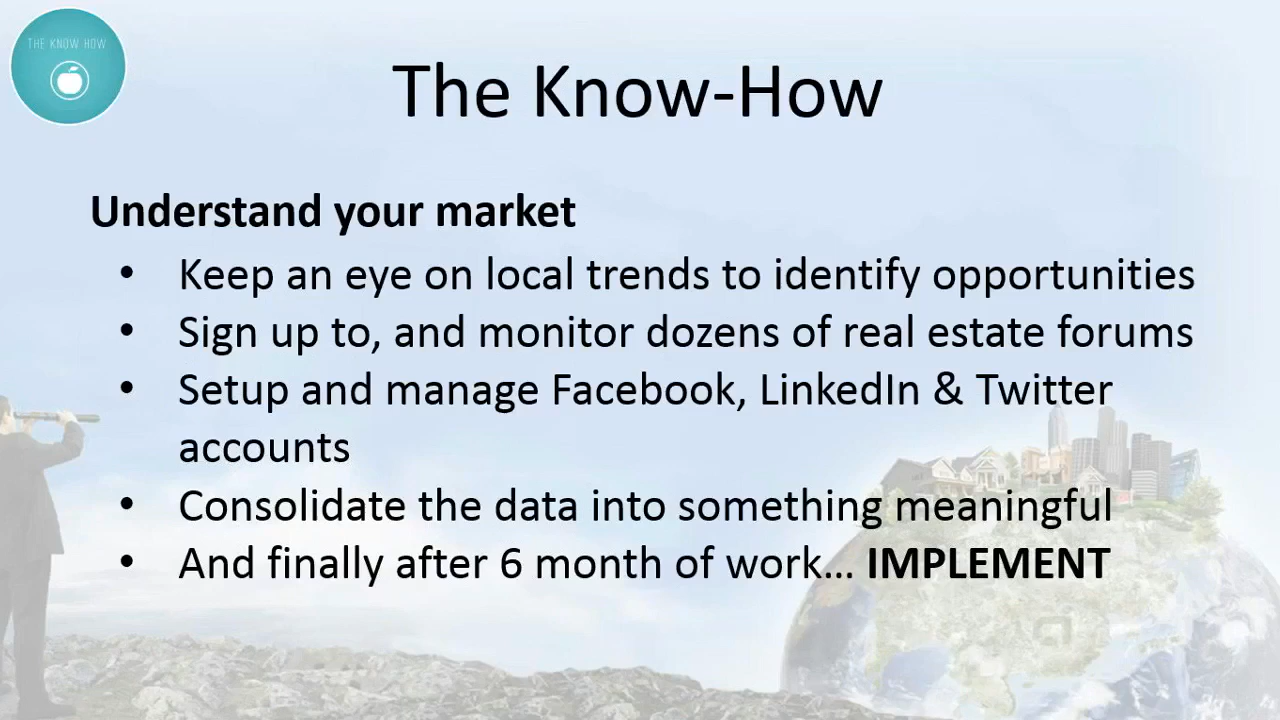 THE KNOW HOW
The Know-How
Understand your market
• Keep an eye on local trends to identify opportunities
• Sign up to, and monitor dozens of real estate forums
• Setup and manage Facebook, LinkedIn & Twitter
accounts
• Consolidate the data into something meaningful
• And finally after 6 month of work... IMPLEMENT